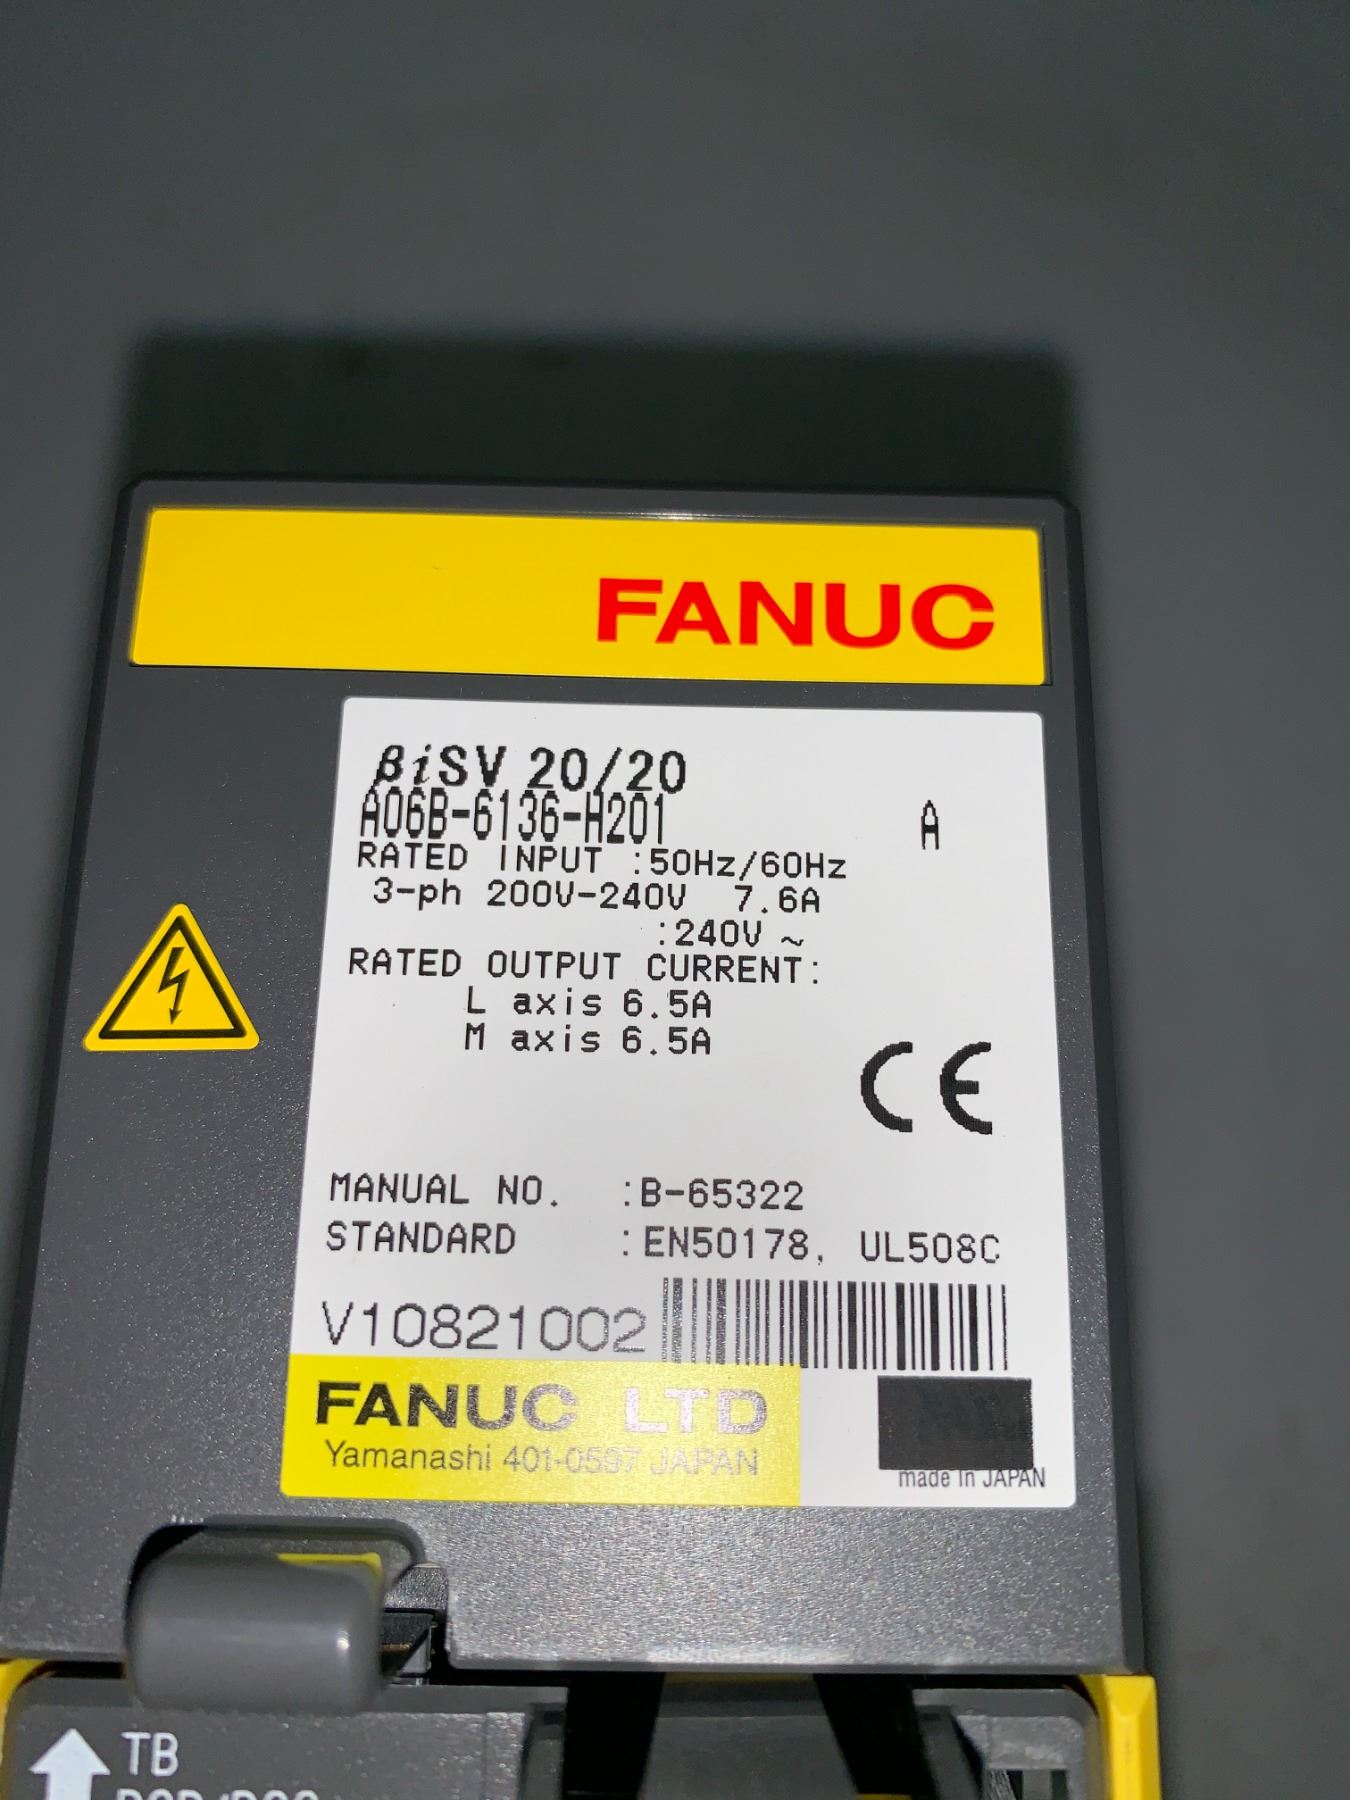 FANUC
βiSV 20/20
A06B-6136-H201 A
RATED INPUT :50Hz/60Hz
3-ph 200V-240V 7.6A
:240V ~
RATED OUTPUT CURRENT:
L axis 6.5A
M axis 6.5A
CE
MANUAL NO. :B-65322
STANDARD :EN50178, UL508C
V10821002
FANUC LTD
Yamanashi 401-0597 JAPAN
made in JAPAN
TB